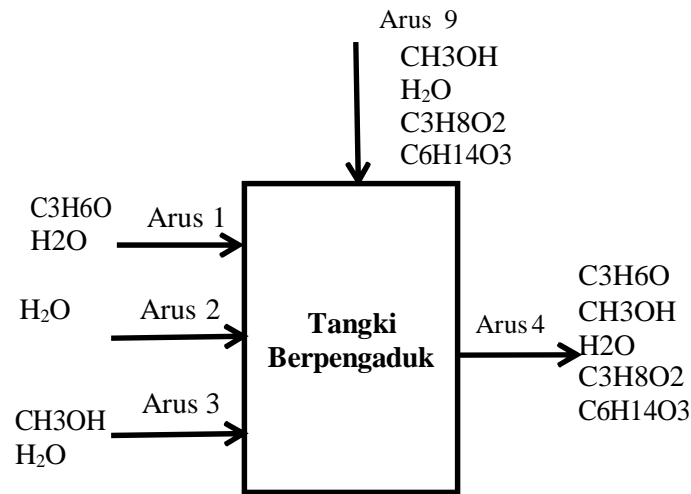 Arus 9
CH3OH
H₂O
C3H8O2
C6H14O3
C3H6O
H2O
Arus 1
H₂O
Arus 2
CH3OH
H₂O
Arus 3
Tangki
Berpengaduk
Arus 4
C3H6O
CH3OH
H2O
C3H8O2
C6H14O3